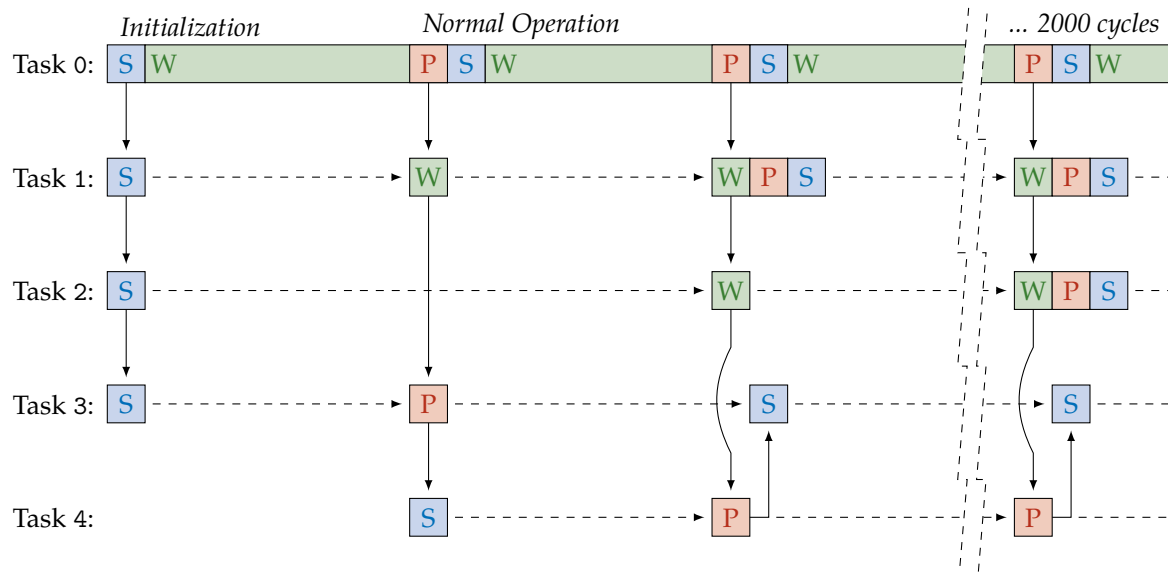 Initialization Normal Operation ... 2000 cycles
Task 0: S W P S W P S W P S W
Task 1: S W W P S W P S
Task 2: S W W P S
Task 3: S P S S
Task 4: S P P